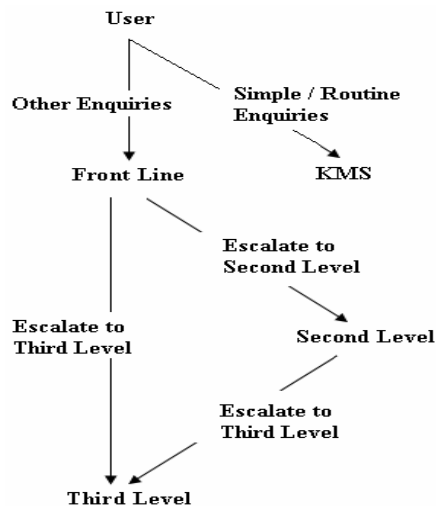 User
Other Enquiries
Simple / Routine
Enquiries
Front Line
KMS
Escalate to
Second Level
Escalate to
Third Level
Second Level
Escalate to
Third Level
Third Level